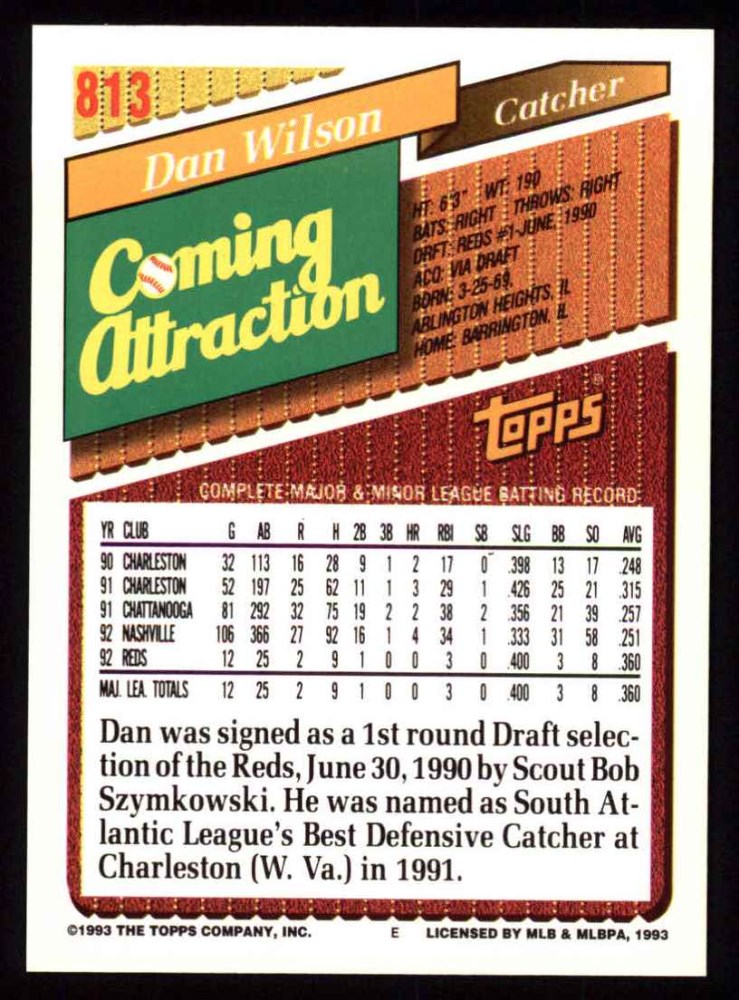 813
Dan Wilson
Catcher
Coming
Attraction
HT: 6'3" WT: 190
BATS: RIGHT THROWS: RIGHT
DRFT: REDS #1-JUNE, 1990
ACQ: VIA DRAFT
BORN: 3-25-69,
ARLINGTON HEIGHTS, IL
HOME: BARRINGTON, IL
TOPPS®
COMPLETE MAJOR & MINOR LEAGUE BATTING RECORD
YR CLUB G AB R H 2B 3B HR RBI SB SLG BB SO AVG
90 CHARLESTON 32 113 16 28 9 1 2 17 0 .398 13 17 .248
91 CHARLESTON 52 197 25 62 11 1 3 29 1 .426 25 21 .315
91 CHATTANOOGA 81 292 32 75 19 2 2 38 2 .356 21 39 .257
92 NASHVILLE 106 366 27 92 16 1 4 34 1 .333 31 58 .251
92 REDS 12 25 2 9 1 0 0 3 0 .400 3 8 .360
MAJ. LEA. TOTALS 12 25 2 9 1 0 0 3 0 .400 3 8 .360
Dan was signed as a 1st round Draft selec-
tion of the Reds, June 30, 1990 by Scout Bob
Szymkowski. He was named as South At-
lantic League's Best Defensive Catcher at
Charleston (W. Va.) in 1991.
©1993 THE TOPPS COMPANY, INC. E LICENSED BY MLB & MLBPA, 1993